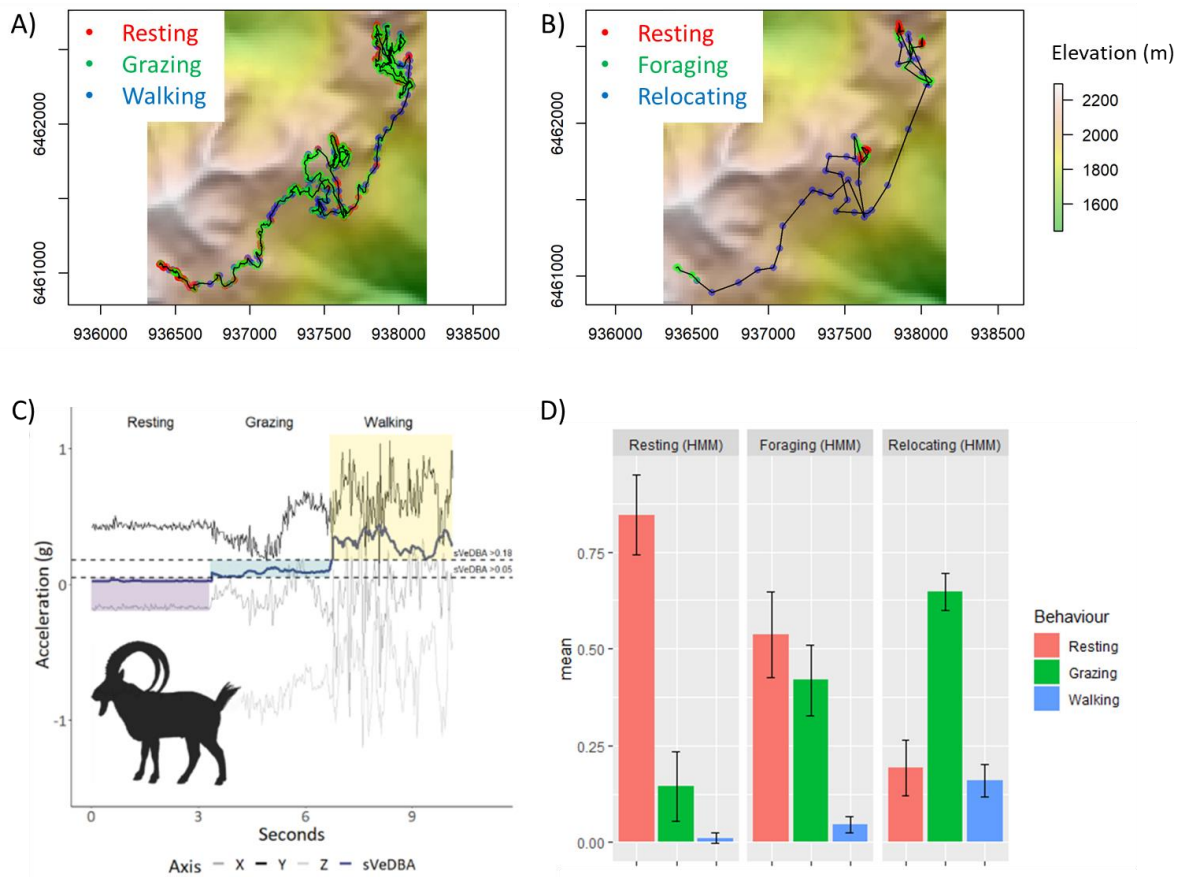 A)
Resting
Grazing
Walking
6462000
6461000
936000 936500 937000 937500 938000 938500
B)
Resting
Foraging
Relocating
6462000
6461000
936000 937000 938000 939000
Elevation (m)
2200
2000
1800
1600
C)
Resting Grazing Walking
1
0
-1
Acceleration (g)
sVeDBA >0.18
sVeDBA >0.05
0 3 6 9
Seconds
Axis X Y Z sVeDBA
D)
Resting (HMM) Foraging (HMM) Relocating (HMM)
0.75
0.50
0.25
0.00
mean
Behaviour
Resting
Grazing
Walking